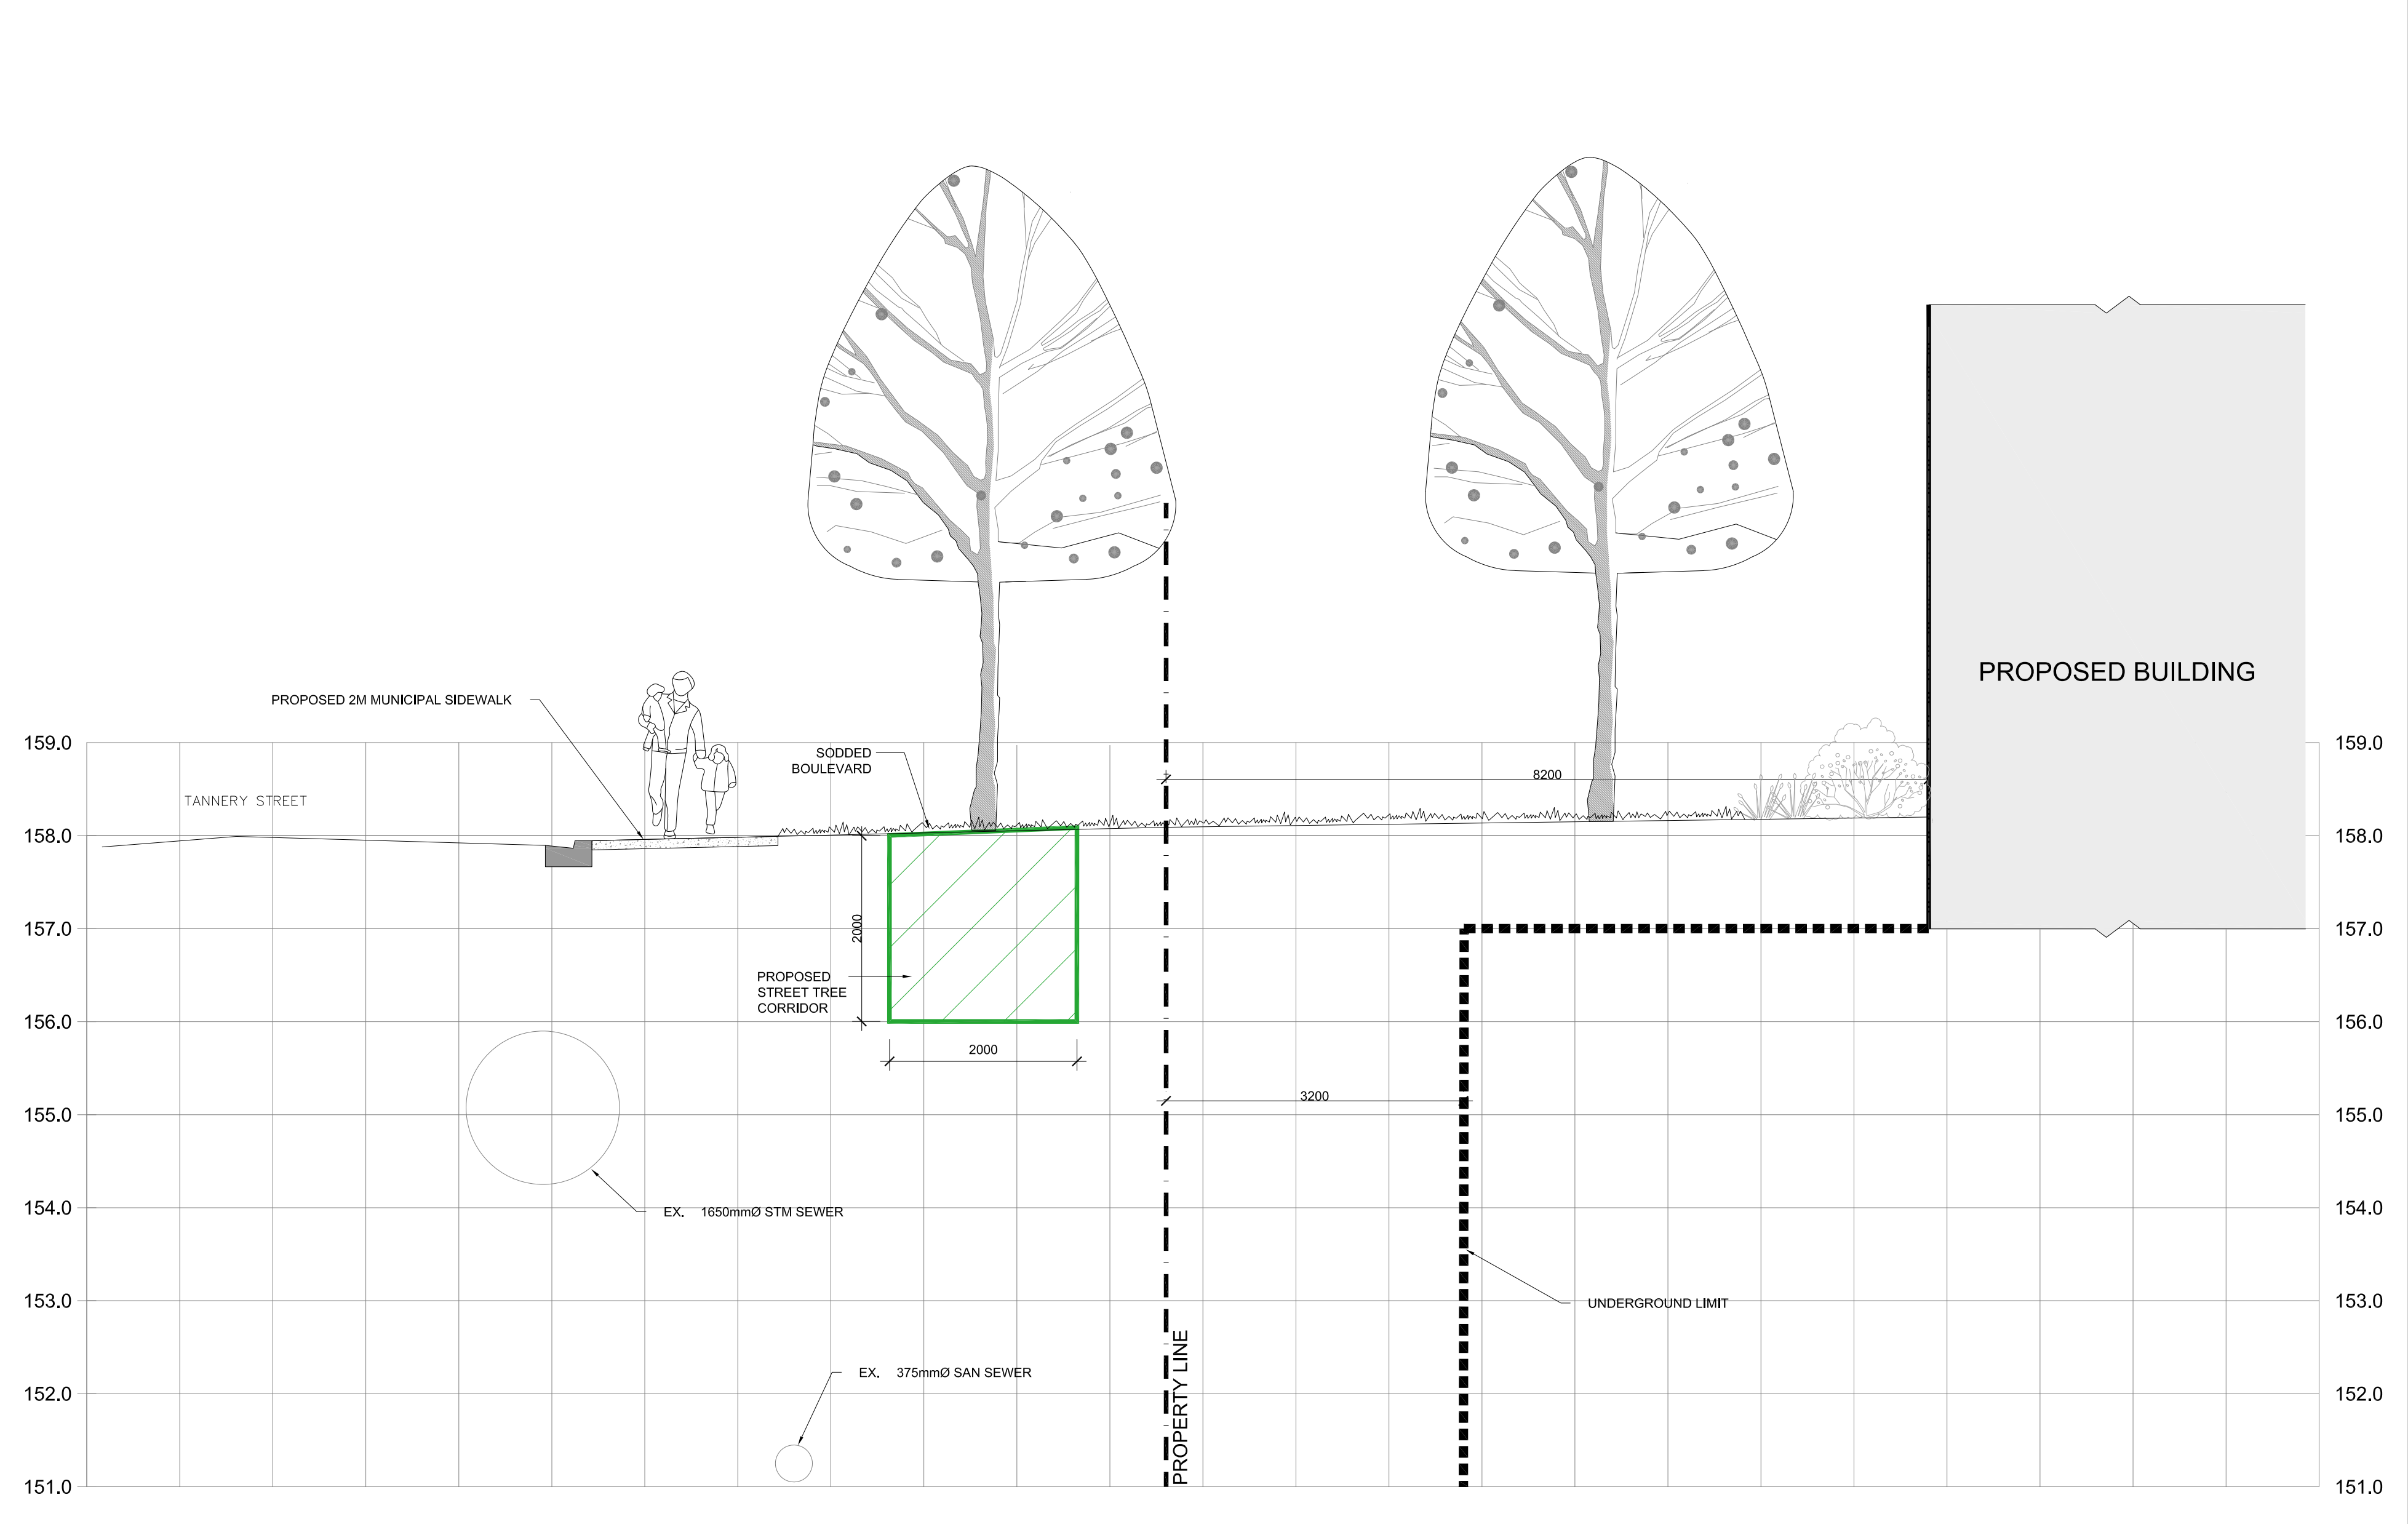 PROPOSED BUILDING
PROPOSED 2M MUNICIPAL SIDEWALK
159.0
SODDED
BOULEVARD
159.0
8200
TANNERY STREET
158.0
158.0
2000
157.0
157.0
PROPOSED
STREET TREE
CORRIDOR
156.0
156.0
2000
3200
155.0
155.0
EX. 1650mmØ STM SEWER
154.0
154.0
153.0
UNDERGROUND LIMIT
153.0
EX. 375mmØ SAN SEWER
152.0
152.0
PROPERTY LINE
151.0
151.0